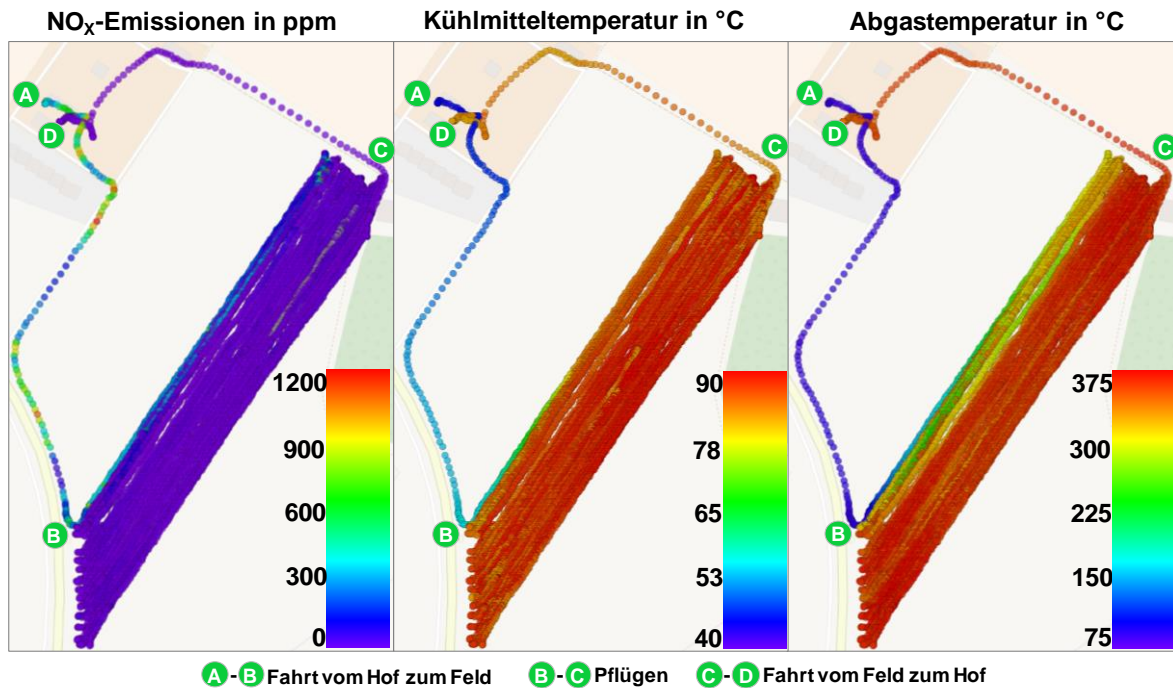 NOX-Emissionen in ppm
Kühlmitteltemperatur in °C
Abgastemperatur in °C
A
D
C
B
1200
900
600
300
0
A
D
C
B
90
78
65
53
40
A
D
C
B
375
300
225
150
75
A - B Fahrt vom Hof zum Feld B - C Pflügen C - D Fahrt vom Feld zum Hof